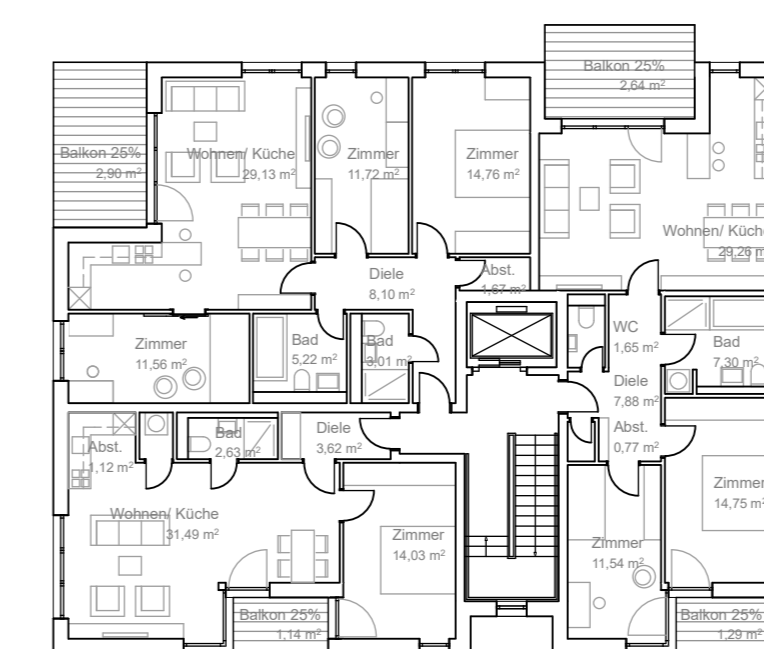 Balkon 25%
2,64 m²
Balkon 25%
2,90 m²
Wohnen/ Küche
29,13 m²
Zimmer
11,72 m²
Zimmer
14,76 m²
Wohnen/ Küche
29,26 m
Diele
8,10 m²
Abst.
1,67 m²
Zimmer
11,56 m²
Bad
5,22 m²
Bad
3,01 m²
WC
1,65 m²
Bad
7,30 m²
Diele
7,88 m²
Abst.
0,77 m²
Abst.
1,12 m²
Bad
2,63 m²
Diele
3,62 m²
Wohnen/ Küche
31,49 m²
Zimmer
14,03 m²
Zimmer
11,54 m²
Zimmer
14,75 m²
Balkon 25%
1,14 m²
Balkon 25%
1,29 m²